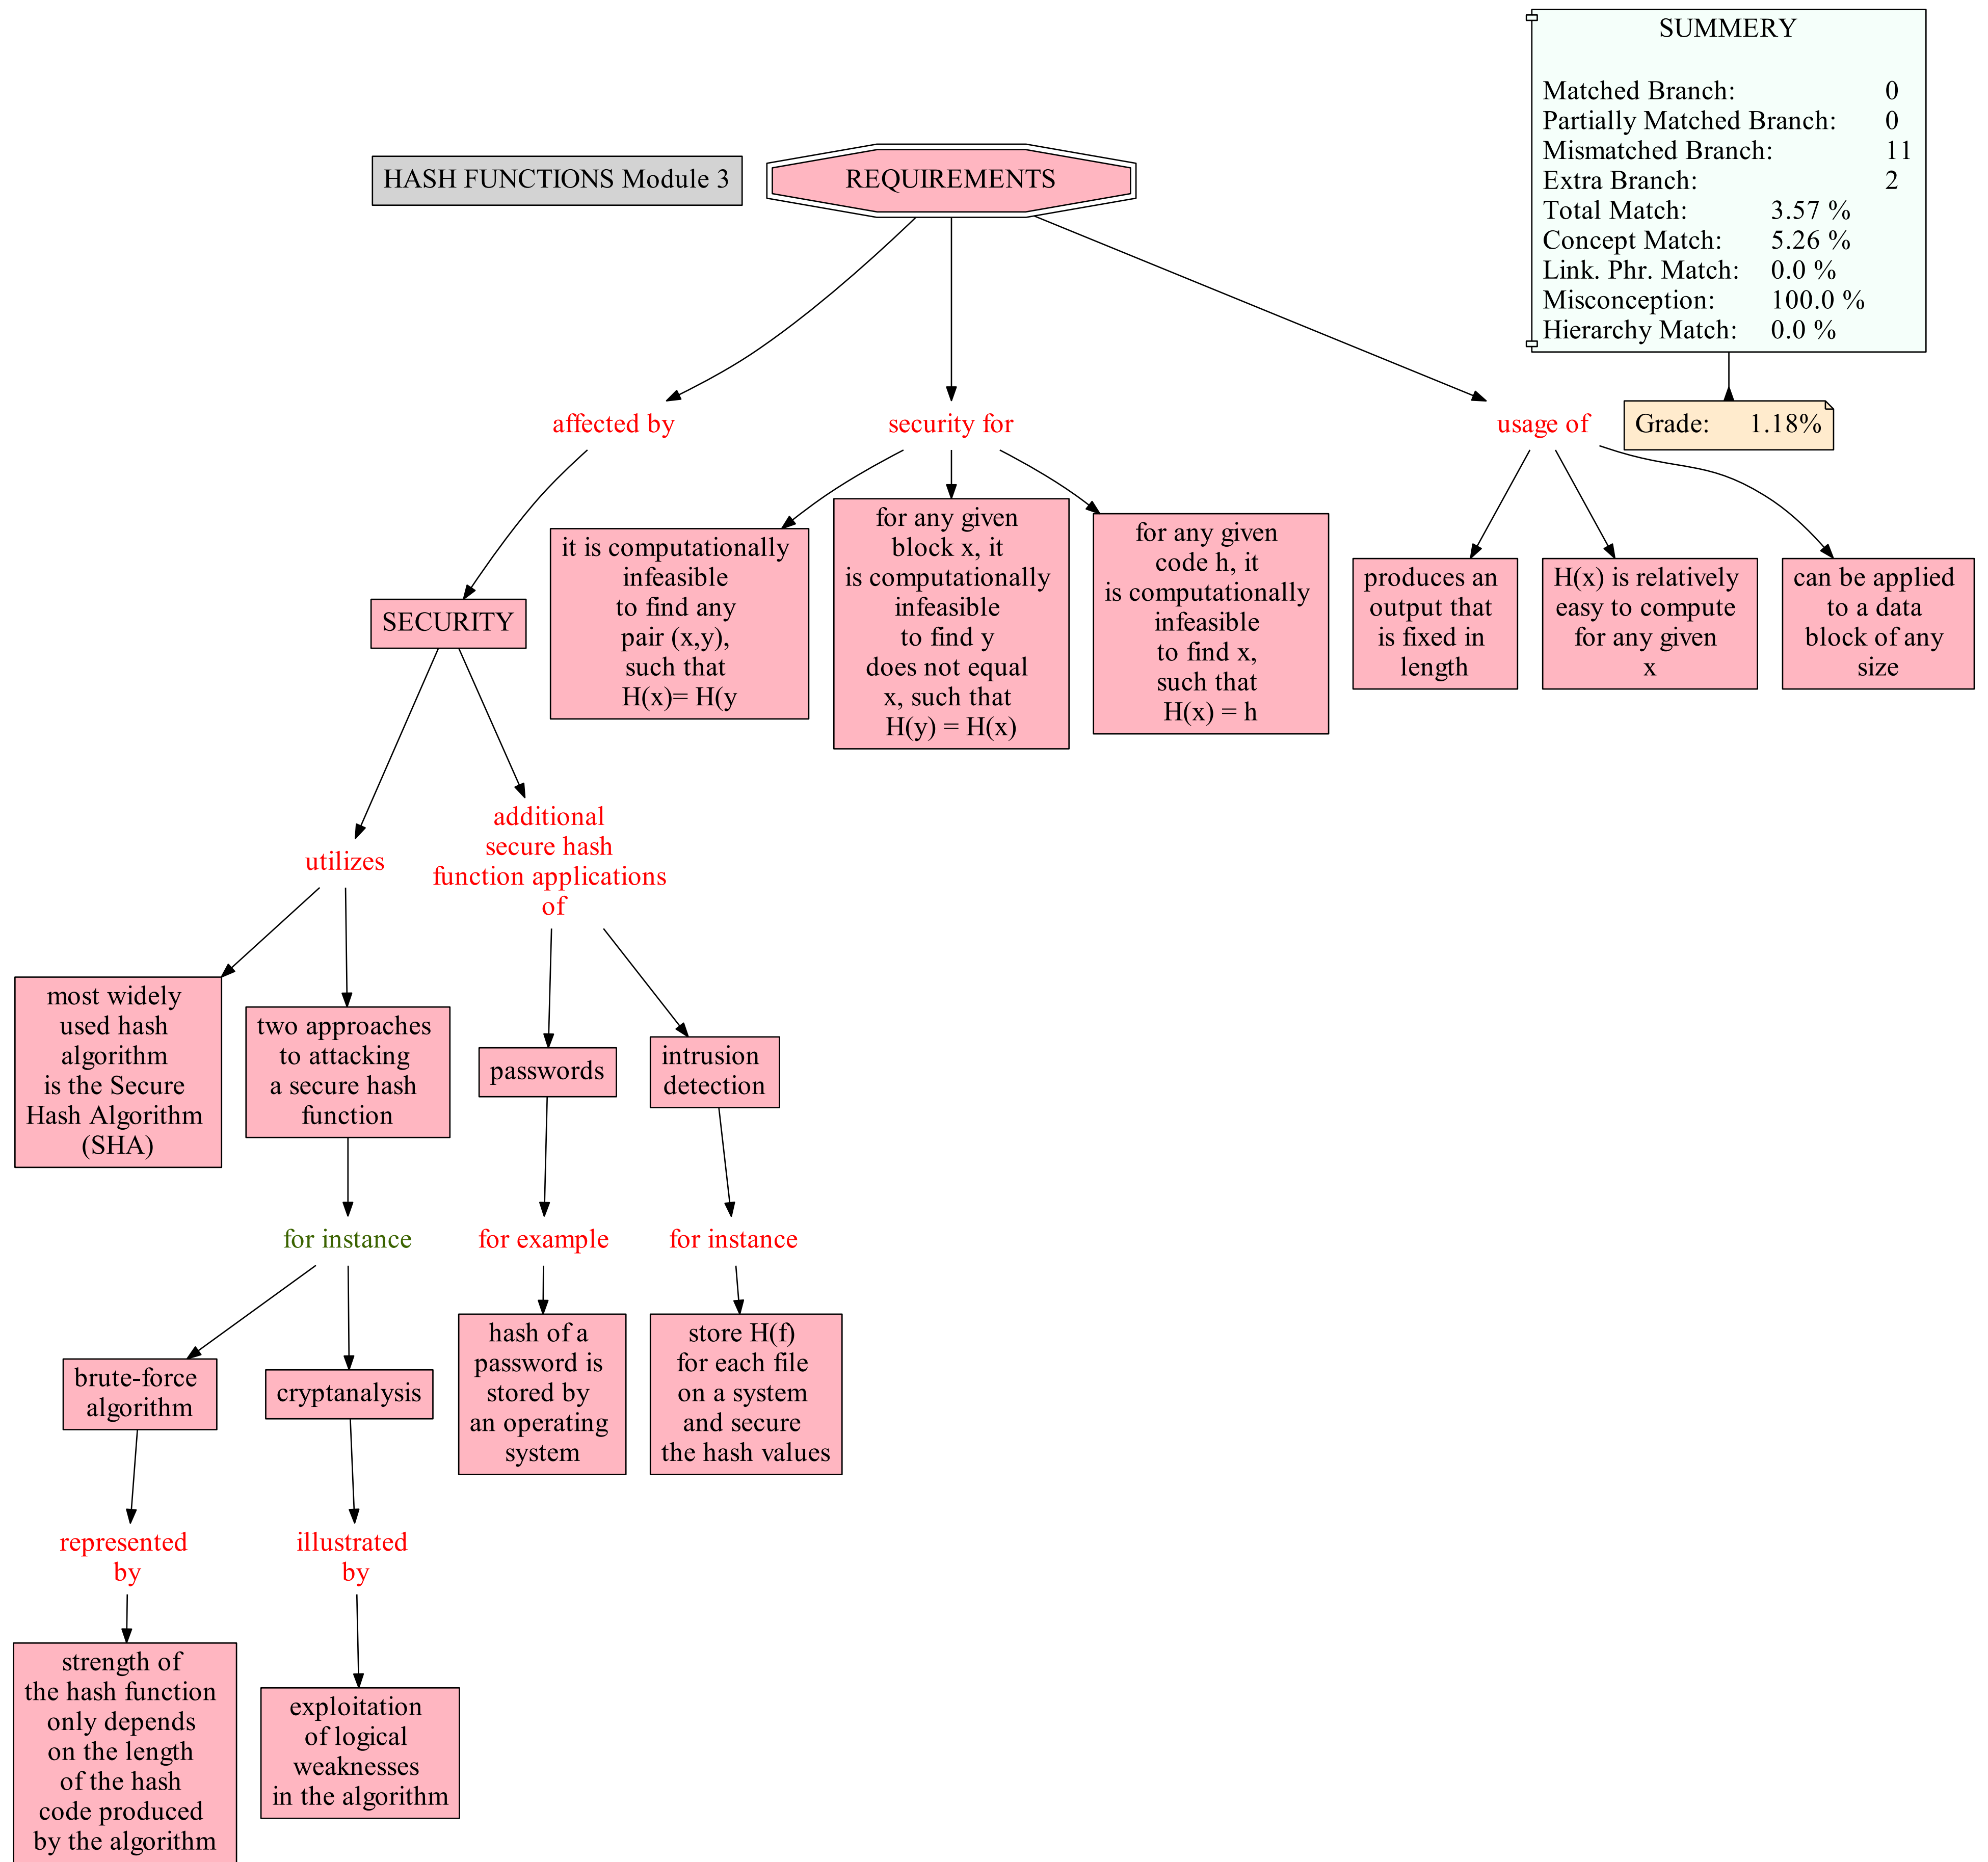 SUMMERY
Matched Branch: 0
Partially Matched Branch: 0
Mismatched Branch: 11
Extra Branch: 2
Total Match: 3.57 %
Concept Match: 5.26 %
Link. Phr. Match: 0.0 %
Misconception: 100.0 %
Hierarchy Match: 0.0 %
HASH FUNCTIONS Module 3
REQUIREMENTS
affected by
security for
usage of
Grade: 1.18%
it is computationally
infeasible
to find any
pair (x,y),
such that
H(x)= H(y
for any given
block x, it
is computationally
infeasible
to find y
does not equal
x, such that
H(y) = H(x)
for any given
code h, it
is computationally
infeasible
to find x,
such that
H(x) = h
produces an
output that
is fixed in
length
H(x) is relatively
easy to compute
for any given
x
can be applied
to a data
block of any
size
SECURITY
utilizes
additional
secure hash
function applications
of
most widely
used hash
algorithm
is the Secure
Hash Algorithm
(SHA)
two approaches
to attacking
a secure hash
function
passwords
intrusion
detection
for instance
for example
for instance
brute-force
algorithm
cryptanalysis
hash of a
password is
stored by
an operating
system
store H(f)
for each file
on a system
and secure
the hash values
represented
by
illustrated
by
strength of
the hash function
only depends
on the length
of the hash
code produced
by the algorithm
exploitation
of logical
weaknesses
in the algorithm